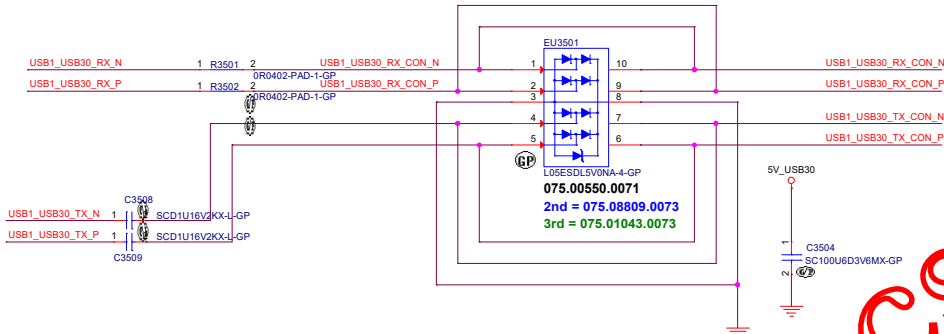 EU3501
USB1_USB30_RX_N 1 R3501 2 USB1_USB30_RX_CON_N 1 10 USB1_USB30_RX_CON_N
0R0402-PAD-1-GP
USB1_USB30_RX_P 1 R3502 2 USB1_USB30_RX_CON_P 2 9 USB1_USB30_RX_CON_P
0R0402-PAD-1-GP 3 8
4 7 USB1_USB30_TX_CON_N
5 6 USB1_USB30_TX_CON_P
GP
L05ESDL5V0NA-4-GP
075.00550.0071
2nd = 075.08809.0073
3rd = 075.01043.0073
5V_USB30
C3508
USB1_USB30_TX_N 1 SCD1U16V2KX-L-GP
USB1_USB30_TX_P 1 SCD1U16V2KX-L-GP
C3509
1 C3504
SC100U6D3V6MX-GP
2